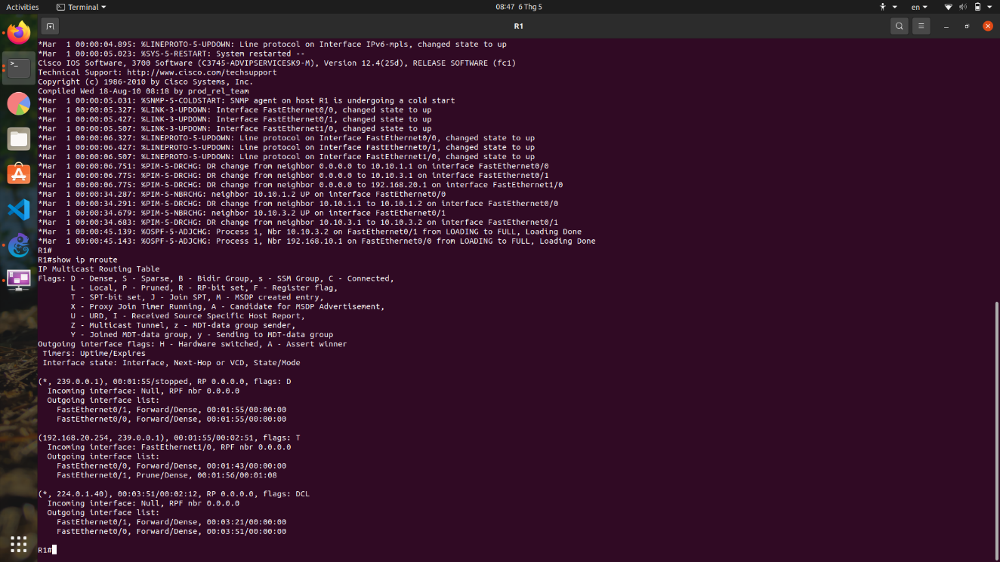 Activities
Terminal
08:47 6 Thg 5
en
R1
*Mar  1 00:00:04.895: %LINEPROTO-5-UPDOWN: Line protocol on Interface IPv6-mpls, changed state to up
*Mar  1 00:00:05.023: %SYS-5-RESTART: System restarted --
Cisco IOS Software, 3700 Software (C3745-ADVIPSERVICESK9-M), Version 12.4(25d), RELEASE SOFTWARE (fc1)
Technical Support: http://www.cisco.com/techsupport
Copyright (c) 1986-2010 by Cisco Systems, Inc.
Compiled Wed 18-Aug-10 08:18 by prod_rel_team
*Mar  1 00:00:05.031: %SNMP-5-COLDSTART: SNMP agent on host R1 is undergoing a cold start
*Mar  1 00:00:05.327: %LINK-3-UPDOWN: Interface FastEthernet0/0, changed state to up
*Mar  1 00:00:05.427: %LINK-3-UPDOWN: Interface FastEthernet0/1, changed state to up
*Mar  1 00:00:05.507: %LINK-3-UPDOWN: Interface FastEthernet1/0, changed state to up
*Mar  1 00:00:06.327: %LINEPROTO-5-UPDOWN: Line protocol on Interface FastEthernet0/0, changed state to up
*Mar  1 00:00:06.427: %LINEPROTO-5-UPDOWN: Line protocol on Interface FastEthernet0/1, changed state to up
*Mar  1 00:00:06.507: %LINEPROTO-5-UPDOWN: Line protocol on Interface FastEthernet1/0, changed state to up
*Mar  1 00:00:06.751: %PIM-5-DRCHG: DR change from neighbor 0.0.0.0 to 10.10.1.1 on interface FastEthernet0/0
*Mar  1 00:00:06.775: %PIM-5-DRCHG: DR change from neighbor 0.0.0.0 to 10.10.3.1 on interface FastEthernet0/1
*Mar  1 00:00:06.775: %PIM-5-DRCHG: DR change from neighbor 0.0.0.0 to 192.168.20.1 on interface FastEthernet1/0
*Mar  1 00:00:34.287: %PIM-5-NBRCHG: neighbor 10.10.1.2 UP on interface FastEthernet0/0
*Mar  1 00:00:34.291: %PIM-5-DRCHG: DR change from neighbor 10.10.1.1 to 10.10.1.2 on interface FastEthernet0/0
*Mar  1 00:00:34.679: %PIM-5-NBRCHG: neighbor 10.10.3.2 UP on interface FastEthernet0/1
*Mar  1 00:00:34.683: %PIM-5-DRCHG: DR change from neighbor 10.10.3.1 to 10.10.3.2 on interface FastEthernet0/1
*Mar  1 00:00:45.139: %OSPF-5-ADJCHG: Process 1, Nbr 10.10.3.2 on FastEthernet0/1 from LOADING to FULL, Loading Done
*Mar  1 00:00:45.143: %OSPF-5-ADJCHG: Process 1, Nbr 192.168.10.1 on FastEthernet0/0 from LOADING to FULL, Loading Done
R1#
R1#show ip mroute
IP Multicast Routing Table
Flags: D - Dense, S - Sparse, B - Bidir Group, s - SSM Group, C - Connected,
       L - Local, P - Pruned, R - RP-bit set, F - Register flag,
       T - SPT-bit set, J - Join SPT, M - MSDP created entry,
       X - Proxy Join Timer Running, A - Candidate for MSDP Advertisement,
       U - URD, I - Received Source Specific Host Report,
       Z - Multicast Tunnel, z - MDT-data group sender,
       Y - Joined MDT-data group, y - Sending to MDT-data group
Outgoing interface flags: H - Hardware switched, A - Assert winner
 Timers: Uptime/Expires
 Interface state: Interface, Next-Hop or VCD, State/Mode
(*, 239.0.0.1), 00:01:55/stopped, RP 0.0.0.0, flags: D
  Incoming interface: Null, RPF nbr 0.0.0.0
  Outgoing interface list:
    FastEthernet0/1, Forward/Dense, 00:01:55/00:00:00
    FastEthernet0/0, Forward/Dense, 00:01:55/00:00:00
(192.168.20.254, 239.0.0.1), 00:01:55/00:02:51, flags: T
  Incoming interface: FastEthernet1/0, RPF nbr 0.0.0.0
  Outgoing interface list:
    FastEthernet0/0, Forward/Dense, 00:01:43/00:00:00
    FastEthernet0/1, Prune/Dense, 00:01:56/00:01:08
(*, 224.0.1.40), 00:03:51/00:02:12, RP 0.0.0.0, flags: DCL
  Incoming interface: Null, RPF nbr 0.0.0.0
  Outgoing interface list:
    FastEthernet0/1, Forward/Dense, 00:03:21/00:00:00
    FastEthernet0/0, Forward/Dense, 00:03:51/00:00:00
R1#